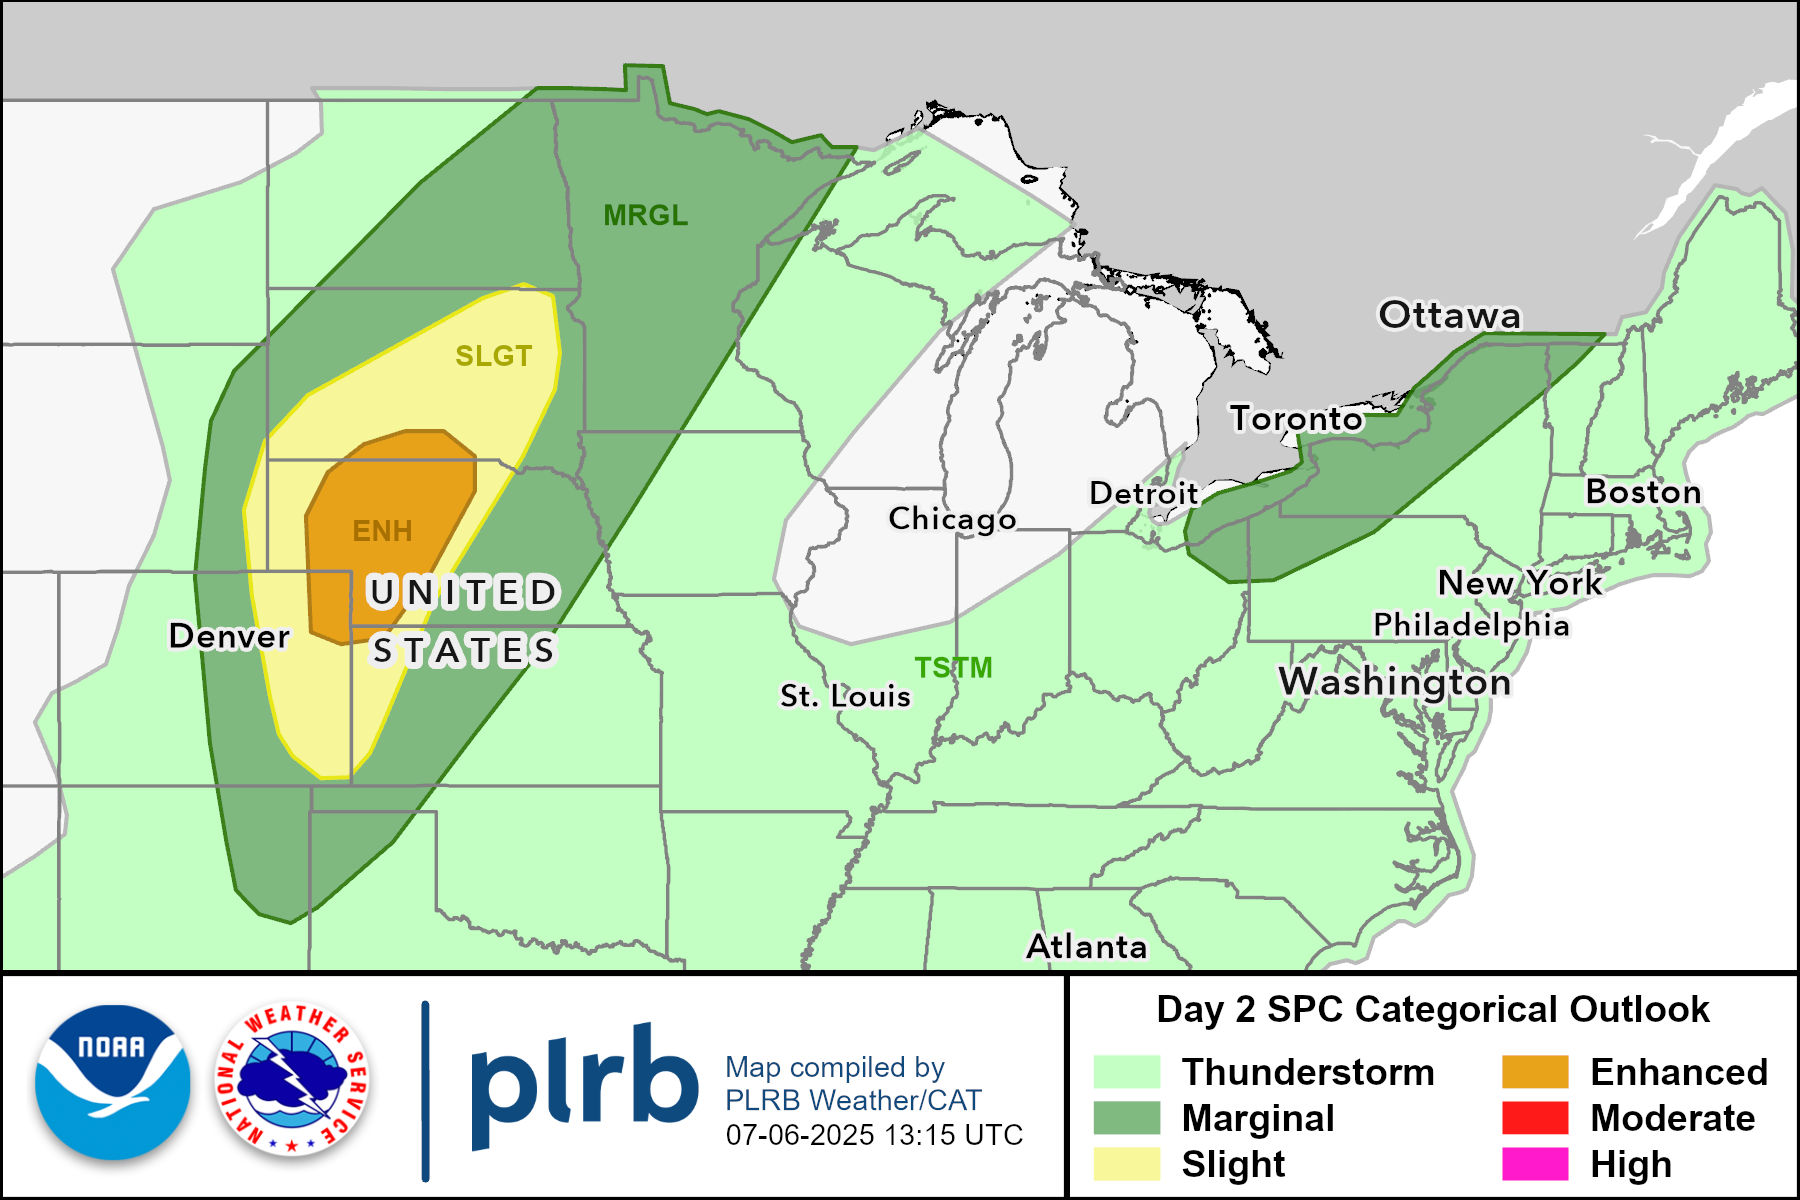 MRGL
Ottawa
SLGT
Toronto
Detroit
Boston
Chicago
ENH
UNITED
STATES
New York
Philadelphia
Denver
TSTM
Washington
St. Louis
Atlanta
NOAA
NATIONAL WEATHER SERVICE
plrb
Map compiled by
PLRB Weather/CAT
07-06-2025 13:15 UTC
Day 2 SPC Categorical Outlook
Thunderstorm
Marginal
Slight
Enhanced
Moderate
High